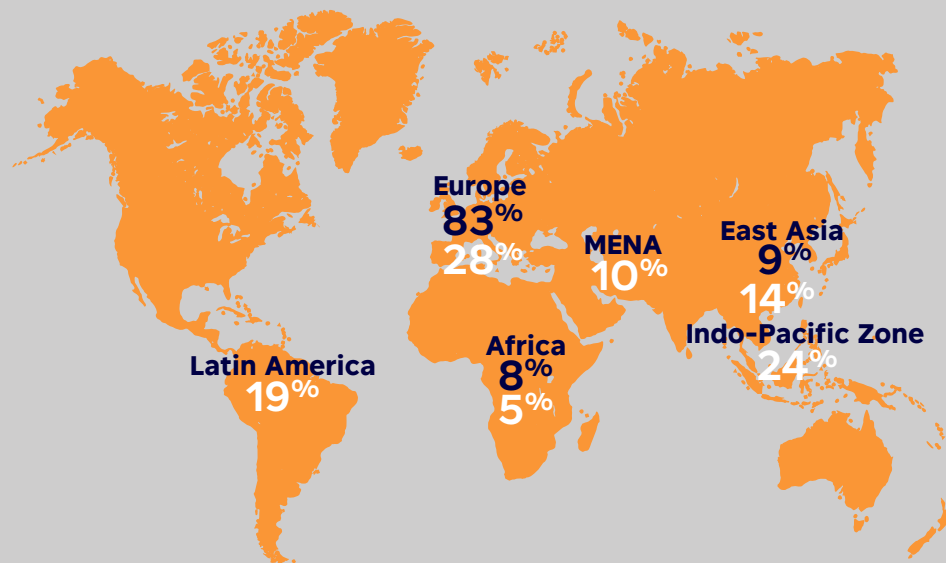 Europe
83%
28%
MENA
10%
East Asia
9%
14%
Indo-Pacific Zone
24%
Africa
8%
5%
Latin America
19%